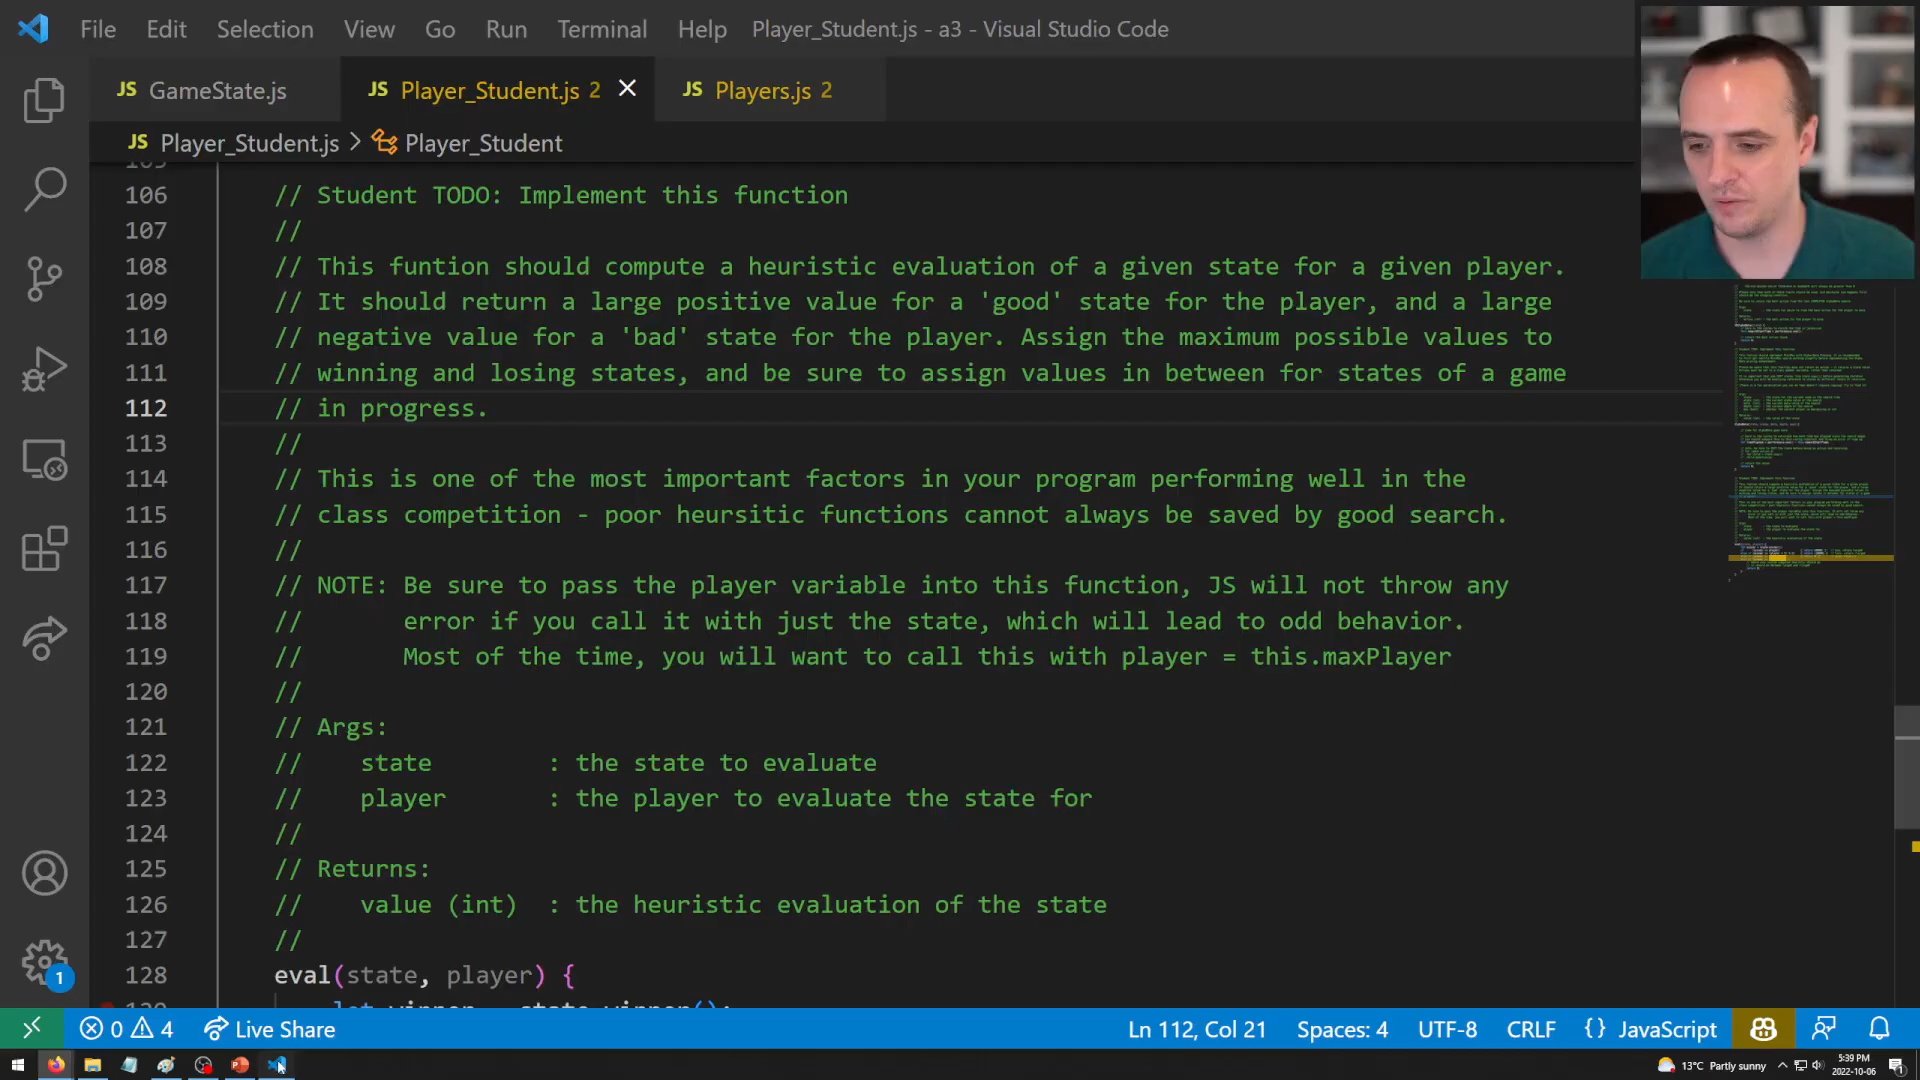 File Edit Selection View Go Run Terminal Help Player_Student.js - a3 - Visual Studio Code
JS GameState.js JS Player_Student.js 2 JS Players.js 2
JS Player_Student.js > Player_Student
106 // Student TODO: Implement this function
107 //
108 // This funtion should compute a heuristic evaluation of a given state for a given player.
109 // It should return a large positive value for a 'good' state for the player, and a large
110 // negative value for a 'bad' state for the player. Assign the maximum possible values to
111 // winning and losing states, and be sure to assign values in between for states of a game
112 // in progress.
113 //
114 // This is one of the most important factors in your program performing well in the
115 // class competition - poor heursitic functions cannot always be saved by good search.
116 //
117 // NOTE: Be sure to pass the player variable into this function, JS will not throw any
118 // error if you call it with just the state, which will lead to odd behavior.
119 // Most of the time, you will want to call this with player = this.maxPlayer
120 //
121 // Args:
122 // state : the state to evaluate
123 // player : the player to evaluate the state for
124 //
125 // Returns:
126 // value (int) : the heuristic evaluation of the state
127 //
128 eval(state, player) {
129 let winner = state.winner();
1
0 4 Live Share Ln 112, Col 21 Spaces: 4 UTF-8 CRLF {} JavaScript
13°C Partly sunny 5:39 PM
2022-10-06